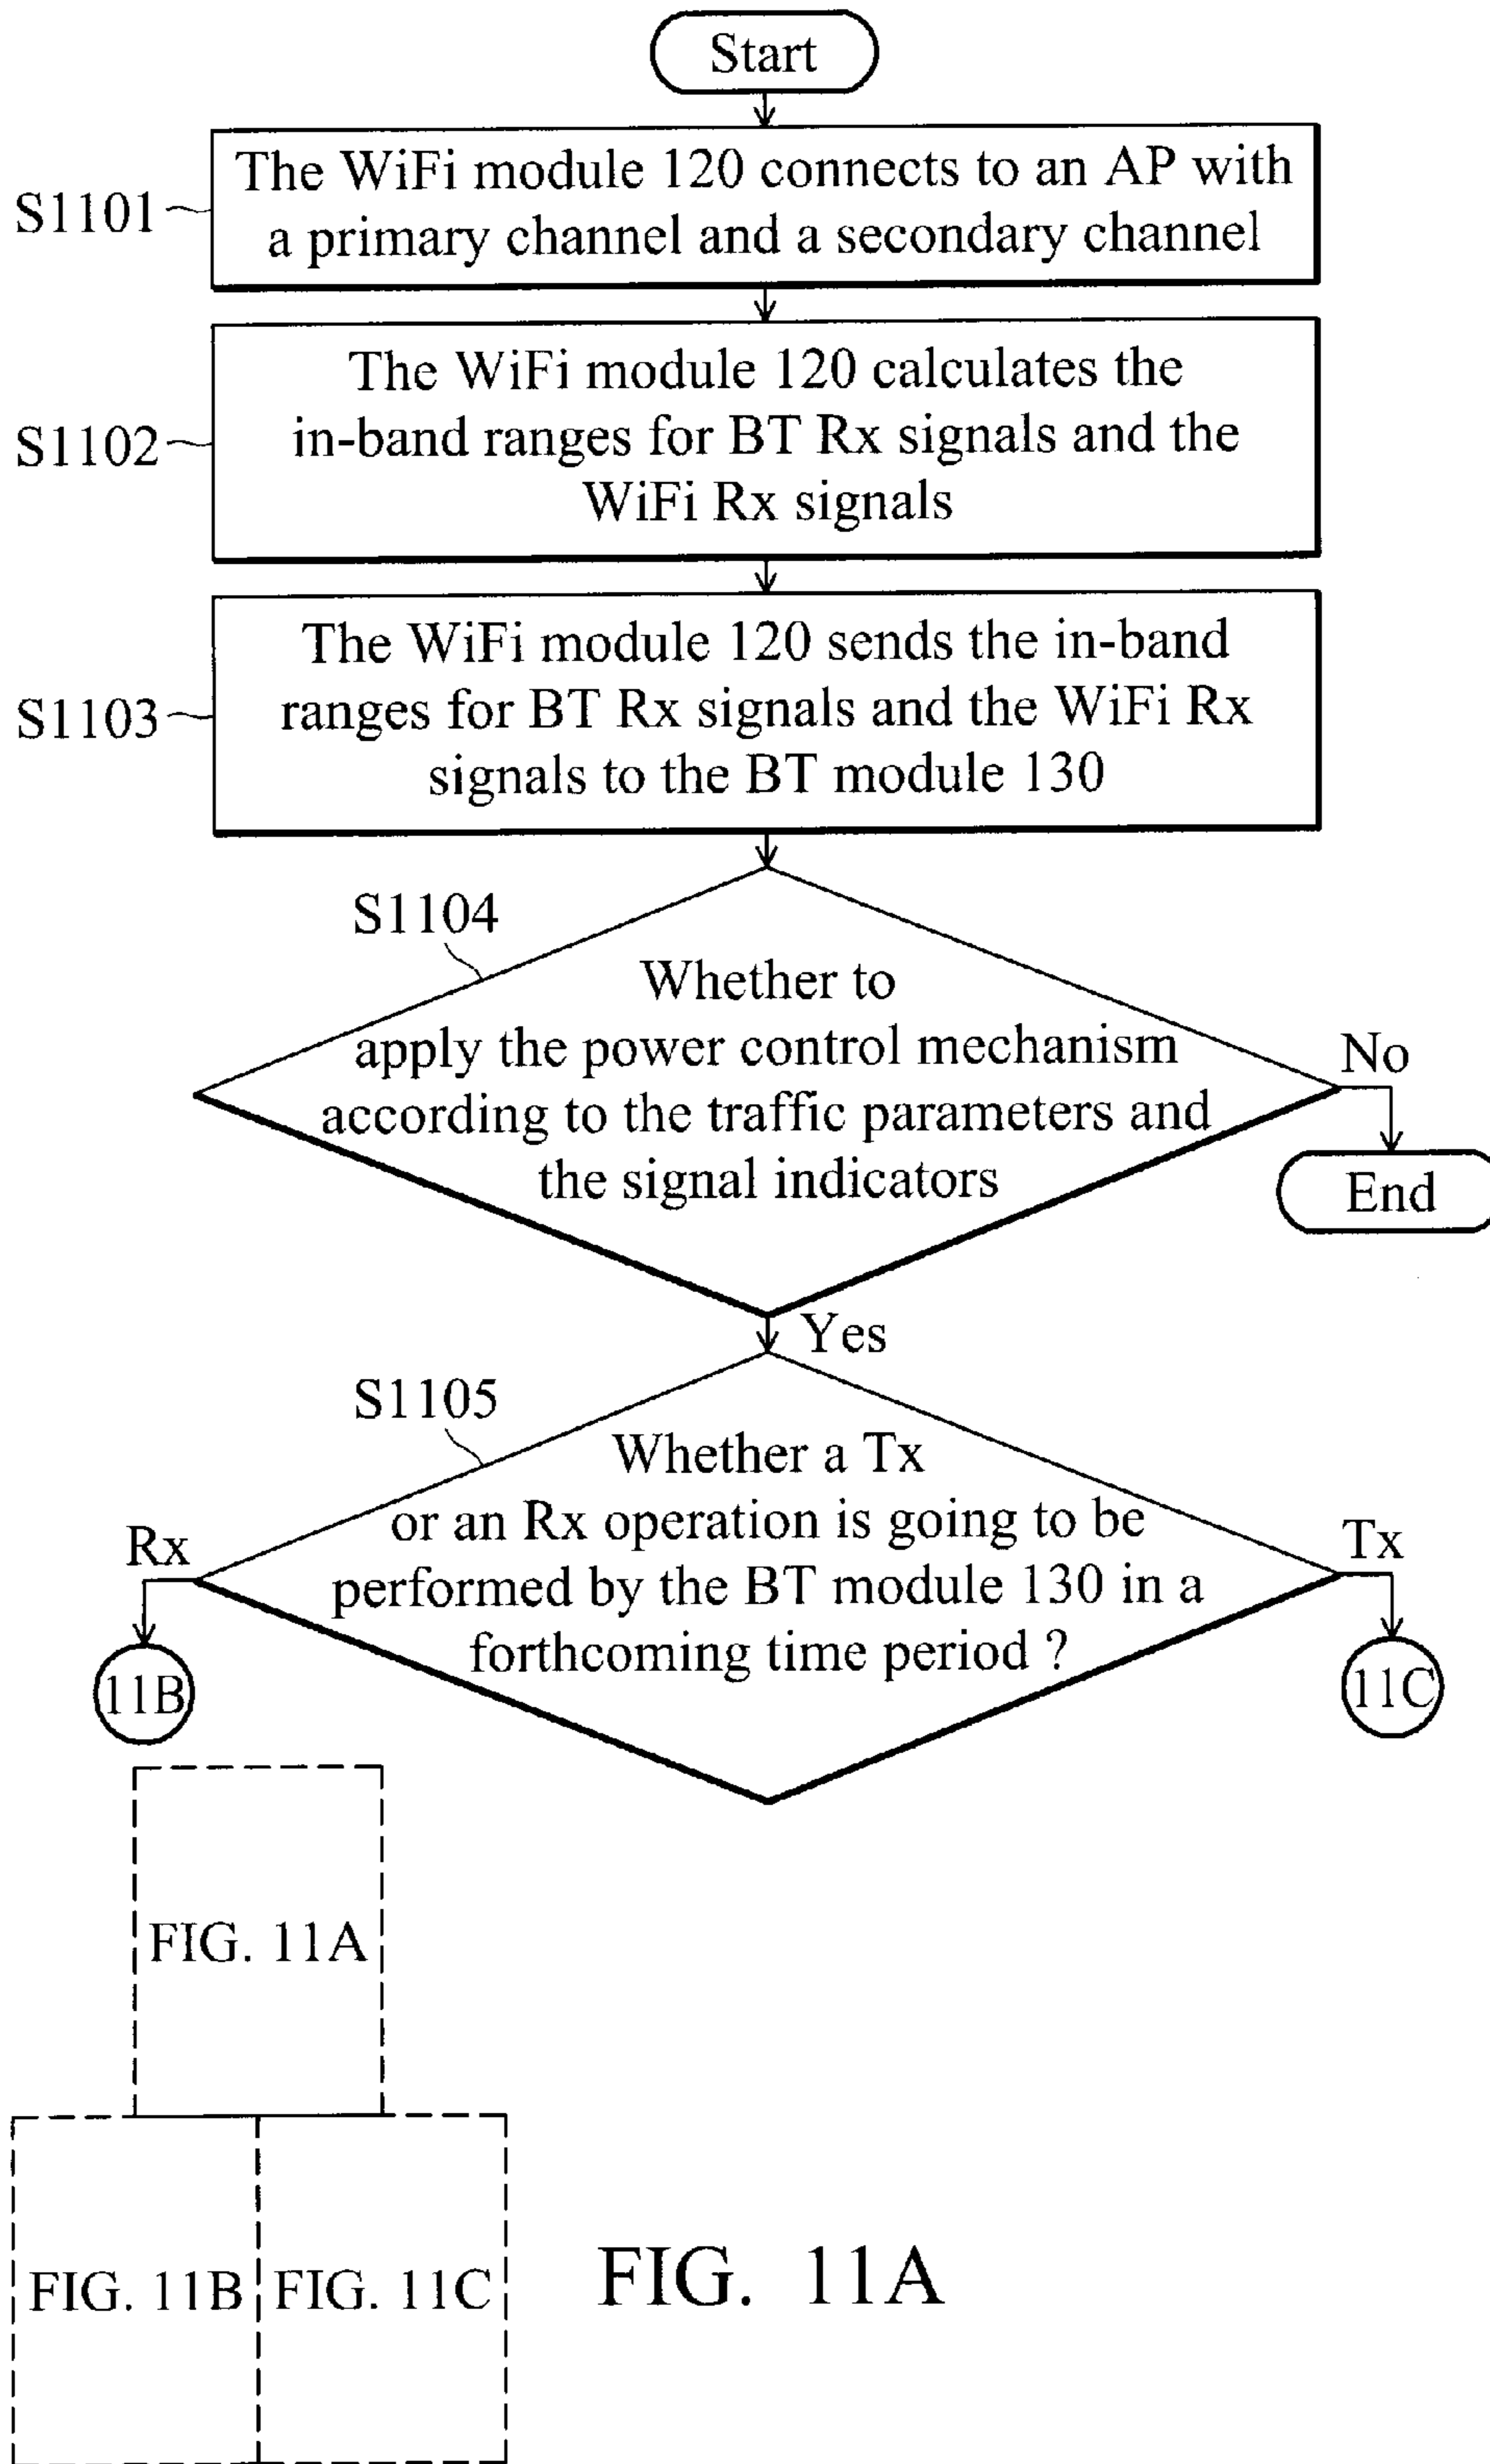 Start
S1101
The WiFi module 120 connects to an AP with
a primary channel and a secondary channel
S1102
The WiFi module 120 calculates the
in-band ranges for BT Rx signals and the
WiFi Rx signals
S1103
The WiFi module 120 sends the in-band
ranges for BT Rx signals and the WiFi Rx
signals to the BT module 130
S1104
Whether to
apply the power control mechanism
according to the traffic parameters and
the signal indicators
No
End
Yes
S1105
Whether a Tx
or an Rx operation is going to be
performed by the BT module 130 in a
forthcoming time period ?
Rx
Tx
11B
11C
FIG. 11A
FIG. 11B
FIG. 11C
FIG. 11A